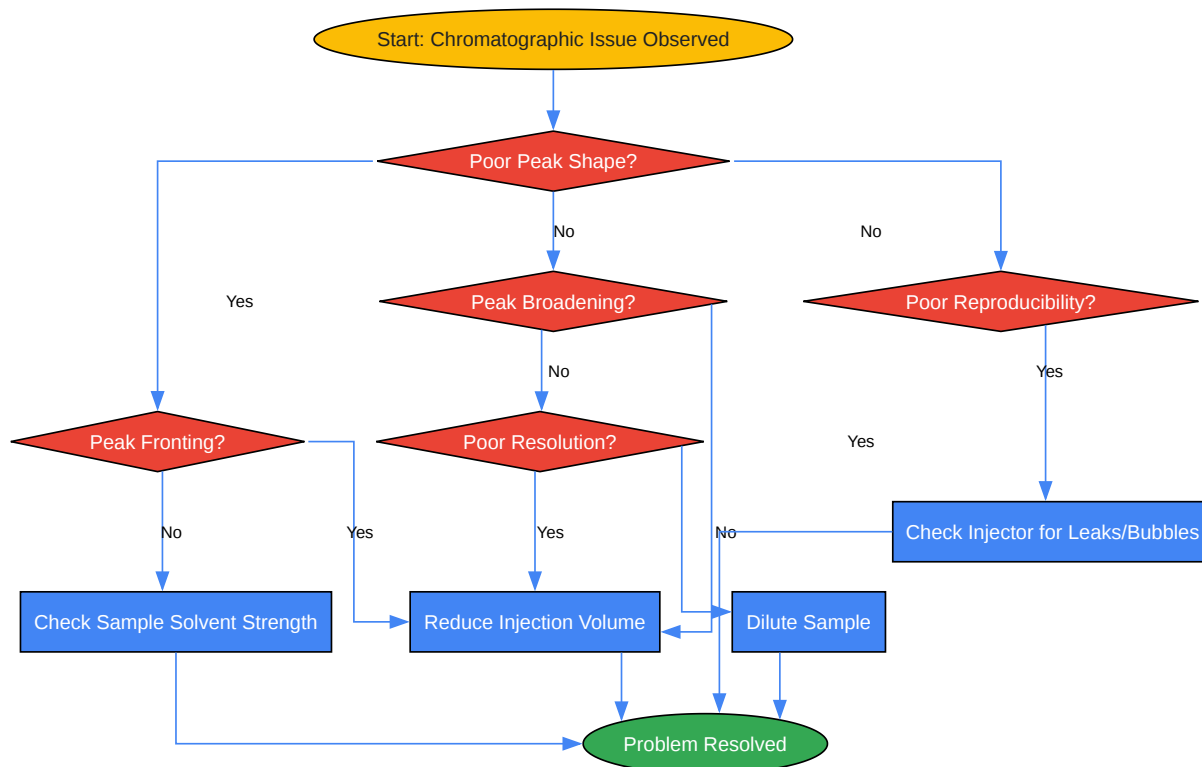 Start: Chromatographic Issue Observed
Poor Peak Shape?
No
No
Yes
Peak Broadening?
Poor Reproducibility?
No
Yes
Peak Fronting?
Poor Resolution?
Yes
No
Yes
Yes
No
Check Injector for Leaks/Bubbles
Check Sample Solvent Strength
Reduce Injection Volume
Dilute Sample
Problem Resolved